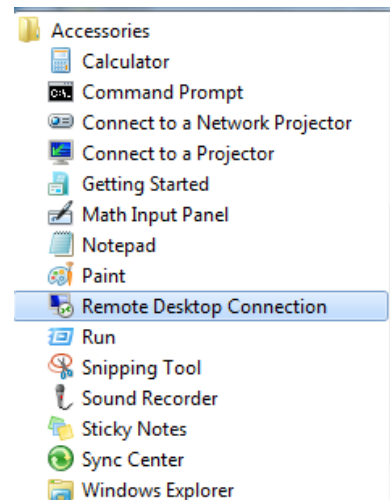 Accessories
Calculator
Command Prompt
Connect to a Network Projector
Connect to a Projector
Getting Started
Math Input Panel
Notepad
Paint
Remote Desktop Connection
Run
Snipping Tool
Sound Recorder
Sticky Notes
Sync Center
Windows Explorer